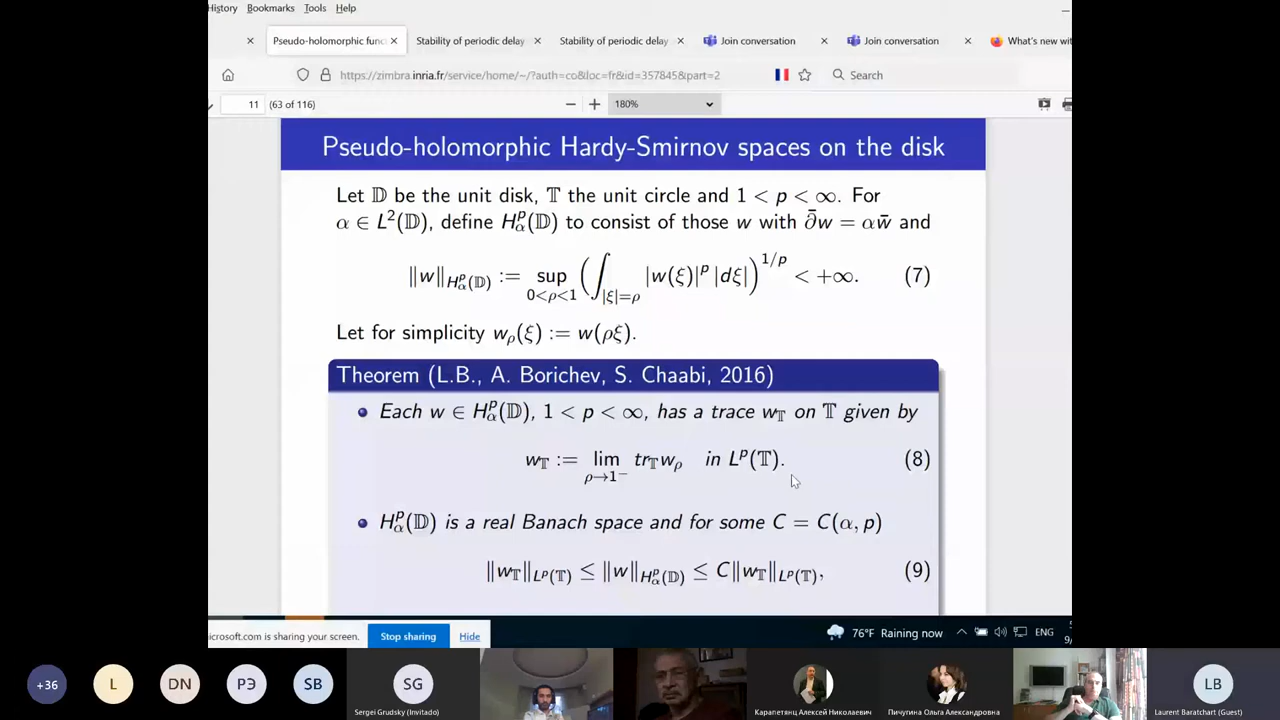 History Bookmarks Tools Help
Pseudo-holomorphic func Stability of periodic delay Stability of periodic delay Join conversation Join conversation What's new wit
https://zimbra.inria.fr/service/home/~/?auth=co&loc=fr&id=357845&part=2 Search
11 (63 of 116) 180%
Pseudo-holomorphic Hardy-Smirnov spaces on the disk
Let 𝔻 be the unit disk, 𝕋 the unit circle and 1 < p < ∞. For
α ∈ L²(𝔻), define H^p_α(𝔻) to consist of those w with ∂̄w = αw̄ and
‖w‖_{H^p_α(𝔻)} := sup_{0<ρ<1} (∫_{|ξ|=ρ} |w(ξ)|^p |dξ|)^{1/p} < +∞. (7)
Let for simplicity w_ρ(ξ) := w(ρξ).
Theorem (L.B., A. Borichev, S. Chaabi, 2016)
• Each w ∈ H^p_α(𝔻), 1 < p < ∞, has a trace w_𝕋 on 𝕋 given by
w_𝕋 := lim_{ρ→1⁻} tr_𝕋 w_ρ in L^p(𝕋). (8)
• H^p_α(𝔻) is a real Banach space and for some C = C(α, p)
‖w_𝕋‖_{L^p(𝕋)} ≤ ‖w‖_{H^p_α(𝔻)} ≤ C‖w_𝕋‖_{L^p(𝕋)}, (9)
icrosoft.com is sharing your screen. Stop sharing Hide 76°F Raining now ENG
+36 L DN РЭ SB SG LB
Sergei Grudsky (Invitado) Карапетянц Алексей Николаевич Пичугина Ольга Александровна Laurent Baratchart (Guest)